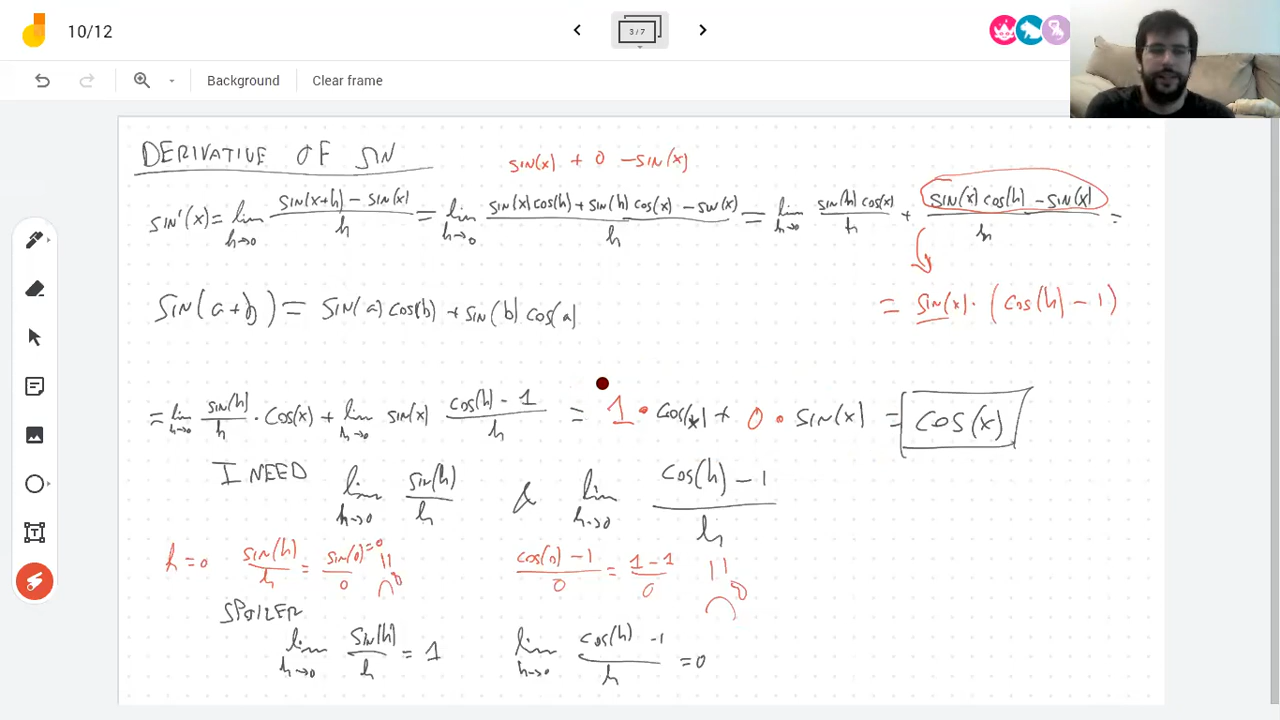 10/12
3/7
Background
Clear frame
DERIVATIVE OF SIN
sin(x) + 0 - sin(x)
sin'(x) = lim h→0 (sin(x+h) - sin(x))/h = lim h→0 (sin(x)cos(h) + sin(h)cos(x) - sin(x))/h = lim h→0 (sin(h)cos(x))/h + (sin(x)cos(h) - sin(x))/h =
= sin(x)·(cos(h) - 1)
sin(a+b) = sin(a)cos(b) + sin(b)cos(a)
= lim h→0 sin(h)/h · cos(x) + lim h→0 sin(x) (cos(h) - 1)/h = 1 · cos(x) + 0 · sin(x) = cos(x)
I NEED lim h→0 sin(h)/h & lim h→0 (cos(h) - 1)/h
h=0 sin(h)/h = sin(0)=0/0 (cos(0) - 1)/0 = (1-1)/0
SPOILER
lim h→0 sin(h)/h = 1 lim h→0 (cos(h) - 1)/h = 0